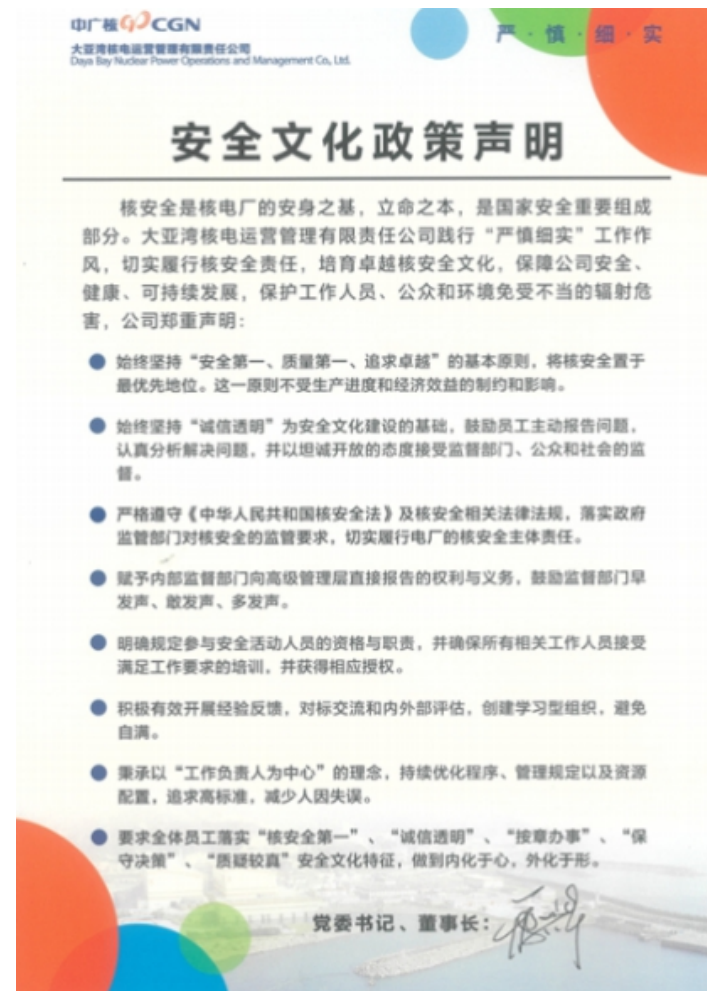 中广核 CGN
大亚湾核电运营管理有限责任公司
Daya Bay Nuclear Power Operations and Management Co., Ltd.
严·慎·细·实
安全文化政策声明
核安全是核电厂的安身之基，立命之本，是国家安全重要组成
部分。大亚湾核电运营管理有限责任公司践行“严慎细实”工作作
风，切实履行核安全责任，培育卓越核安全文化，保障公司安全、
健康、可持续发展，保护工作人员、公众和环境免受不当的辐射危
害，公司郑重声明：
始终坚持“安全第一、质量第一、追求卓越”的基本原则，将核安全置于
最优先地位。这一原则不受生产进度和经济效益的制约和影响。
始终坚持“诚信透明”为安全文化建设的基础，鼓励员工主动报告问题，
认真分析解决问题，并以坦诚开放的态度接受监督部门、公众和社会的监
督。
严格遵守《中华人民共和国核安全法》及核安全相关法律法规，落实政府
监管部门对核安全的监管要求，切实履行电厂的核安全主体责任。
赋予内部监督部门向高级管理层直接报告的权利与义务，鼓励监督部门早
发声、敢发声、多发声。
明确规定参与安全活动人员的资格与职责，并确保所有相关工作人员接受
满足工作要求的培训，并获得相应授权。
积极有效开展经验反馈，对标交流和内外部评估，创建学习型组织，避免
自满。
秉承以“工作负责人为中心”的理念，持续优化程序、管理规定以及资源
配置，追求高标准，减少人因失误。
要求全体员工落实“核安全第一”、“诚信透明”、“按章办事”、“保
守决策”、“质疑较真”安全文化特征，做到内化于心，外化于形。
党委书记、董事长：